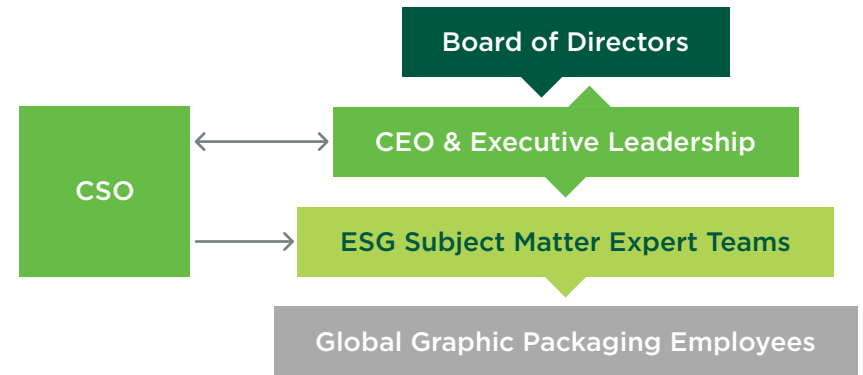 Board of Directors
CEO & Executive Leadership
CSO
ESG Subject Matter Expert Teams
Global Graphic Packaging Employees